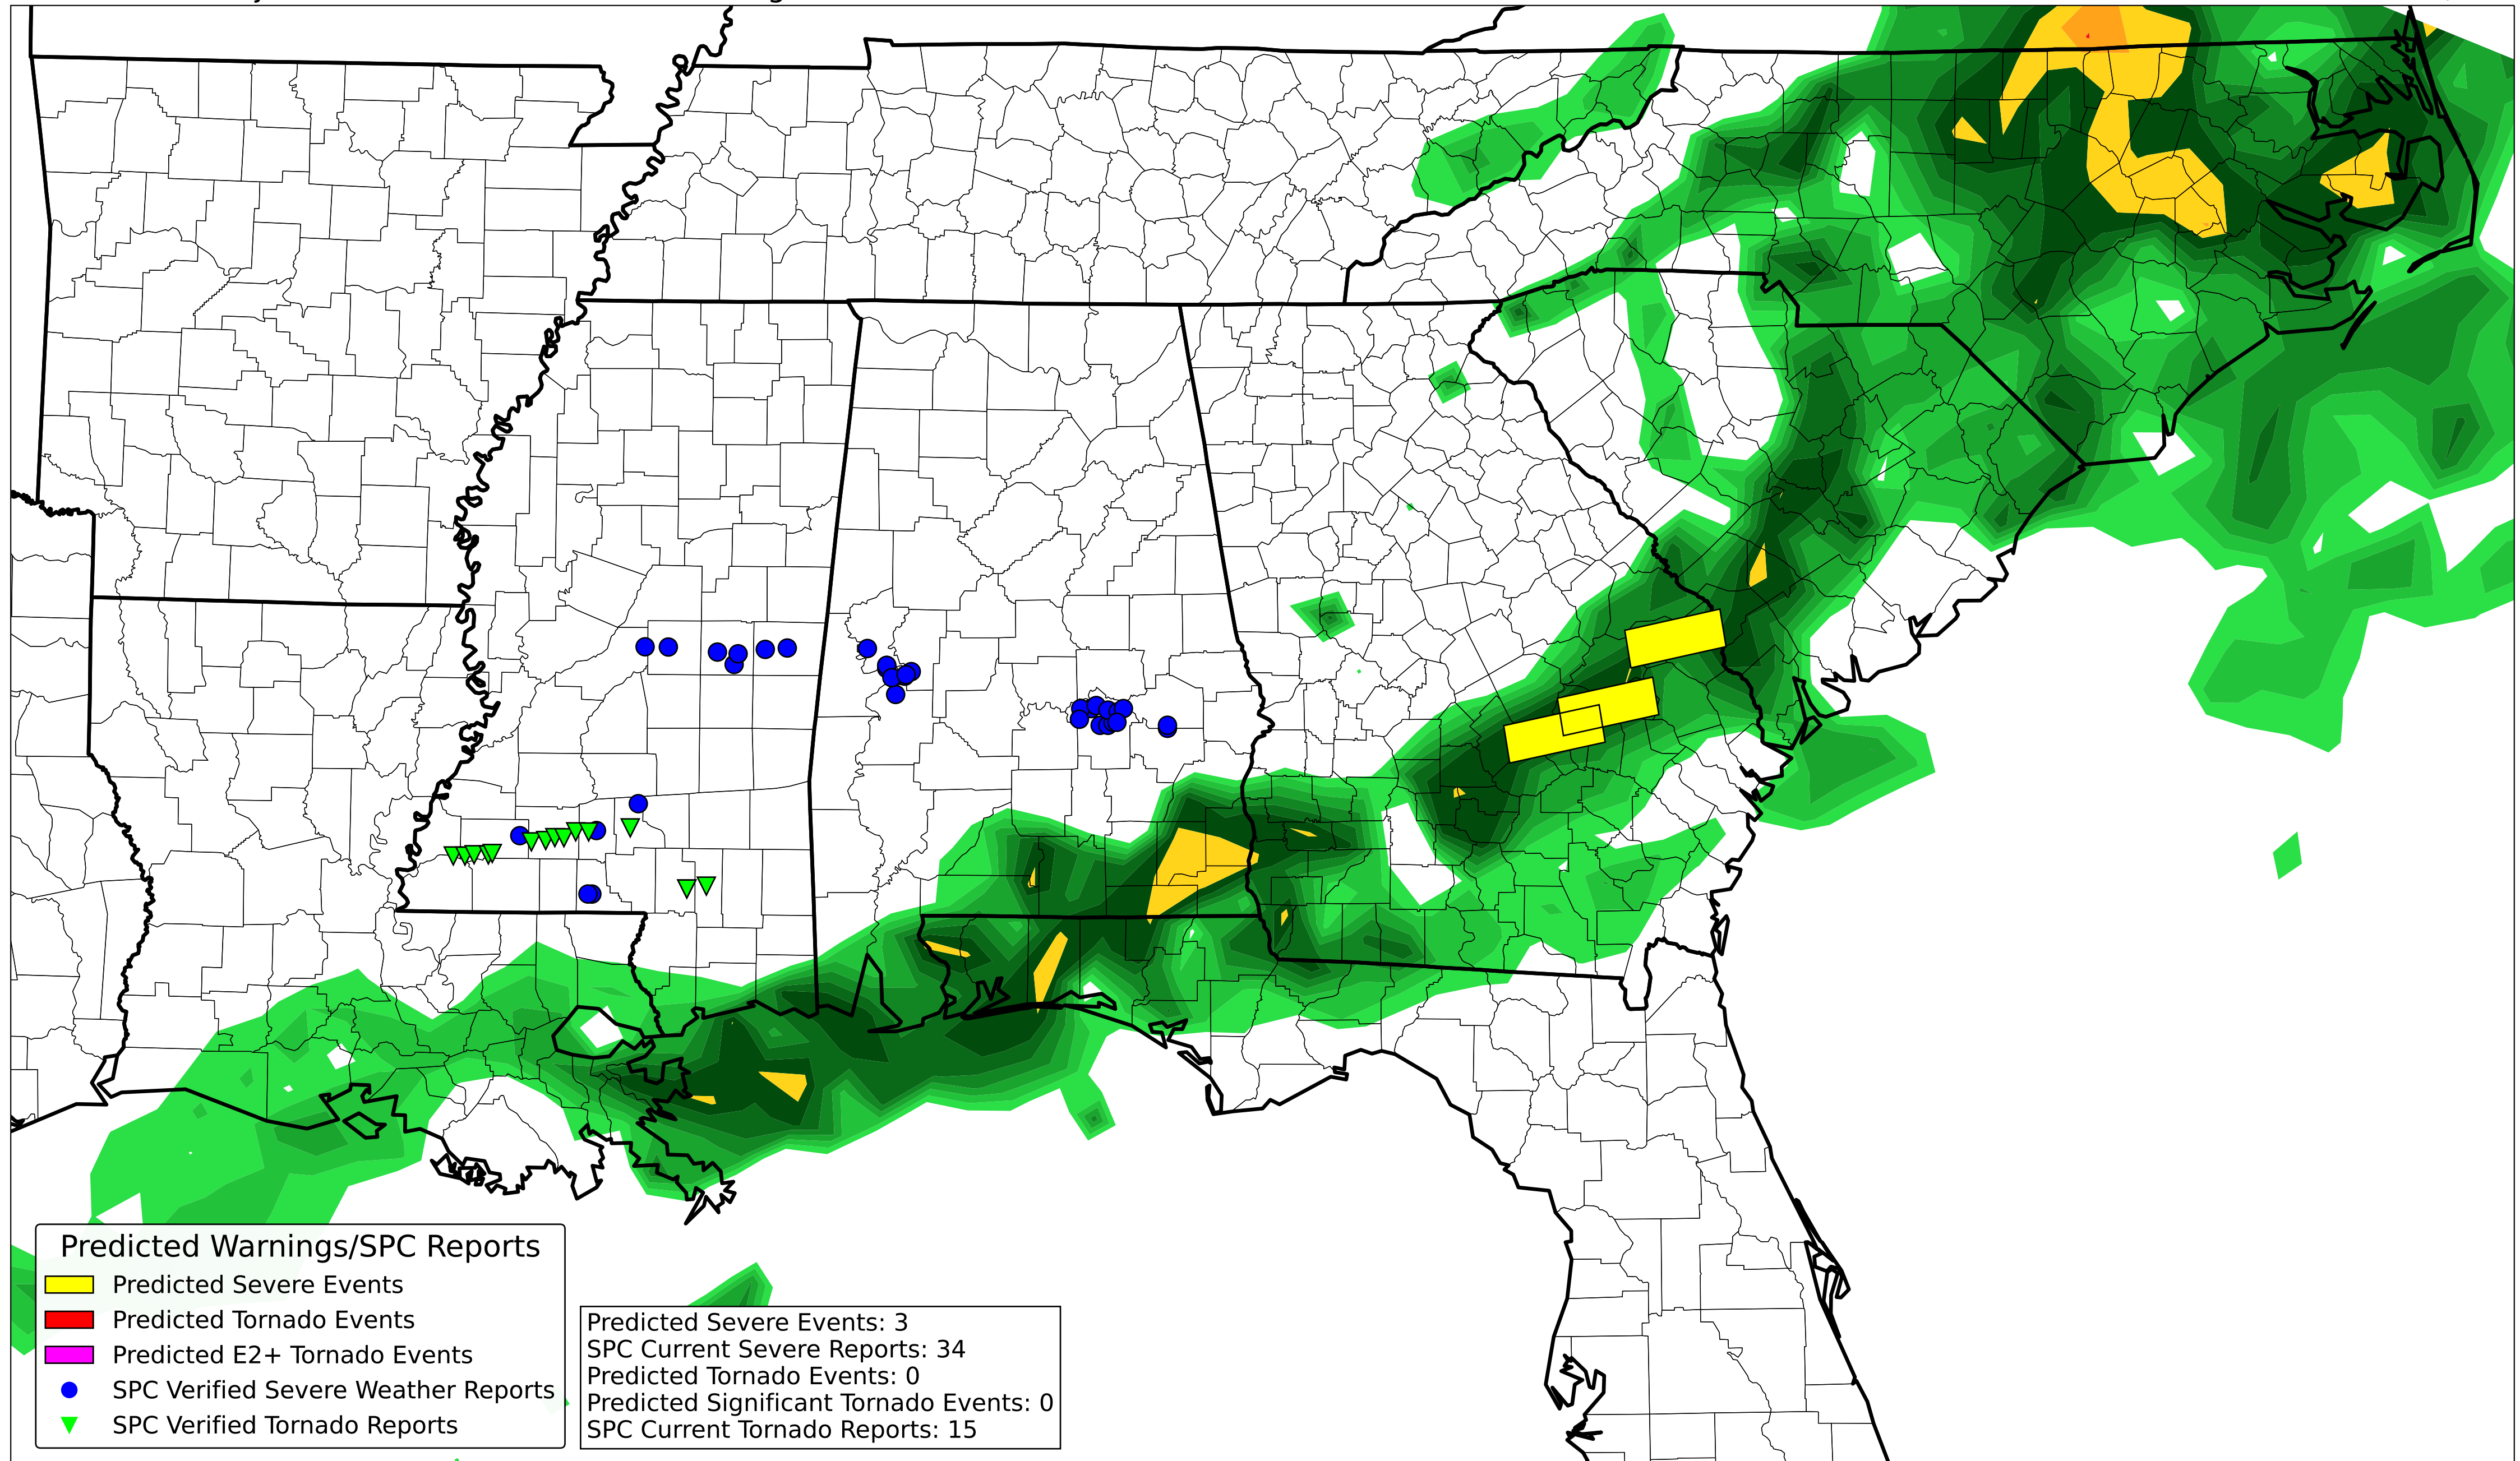 Predicted Warnings/SPC Reports
Predicted Severe Events
Predicted Tornado Events
Predicted E2+ Tornado Events
SPC Verified Severe Weather Reports
SPC Verified Tornado Reports
Predicted Severe Events: 3
SPC Current Severe Reports: 34
Predicted Tornado Events: 0
Predicted Significant Tornado Events: 0
SPC Current Tornado Reports: 15